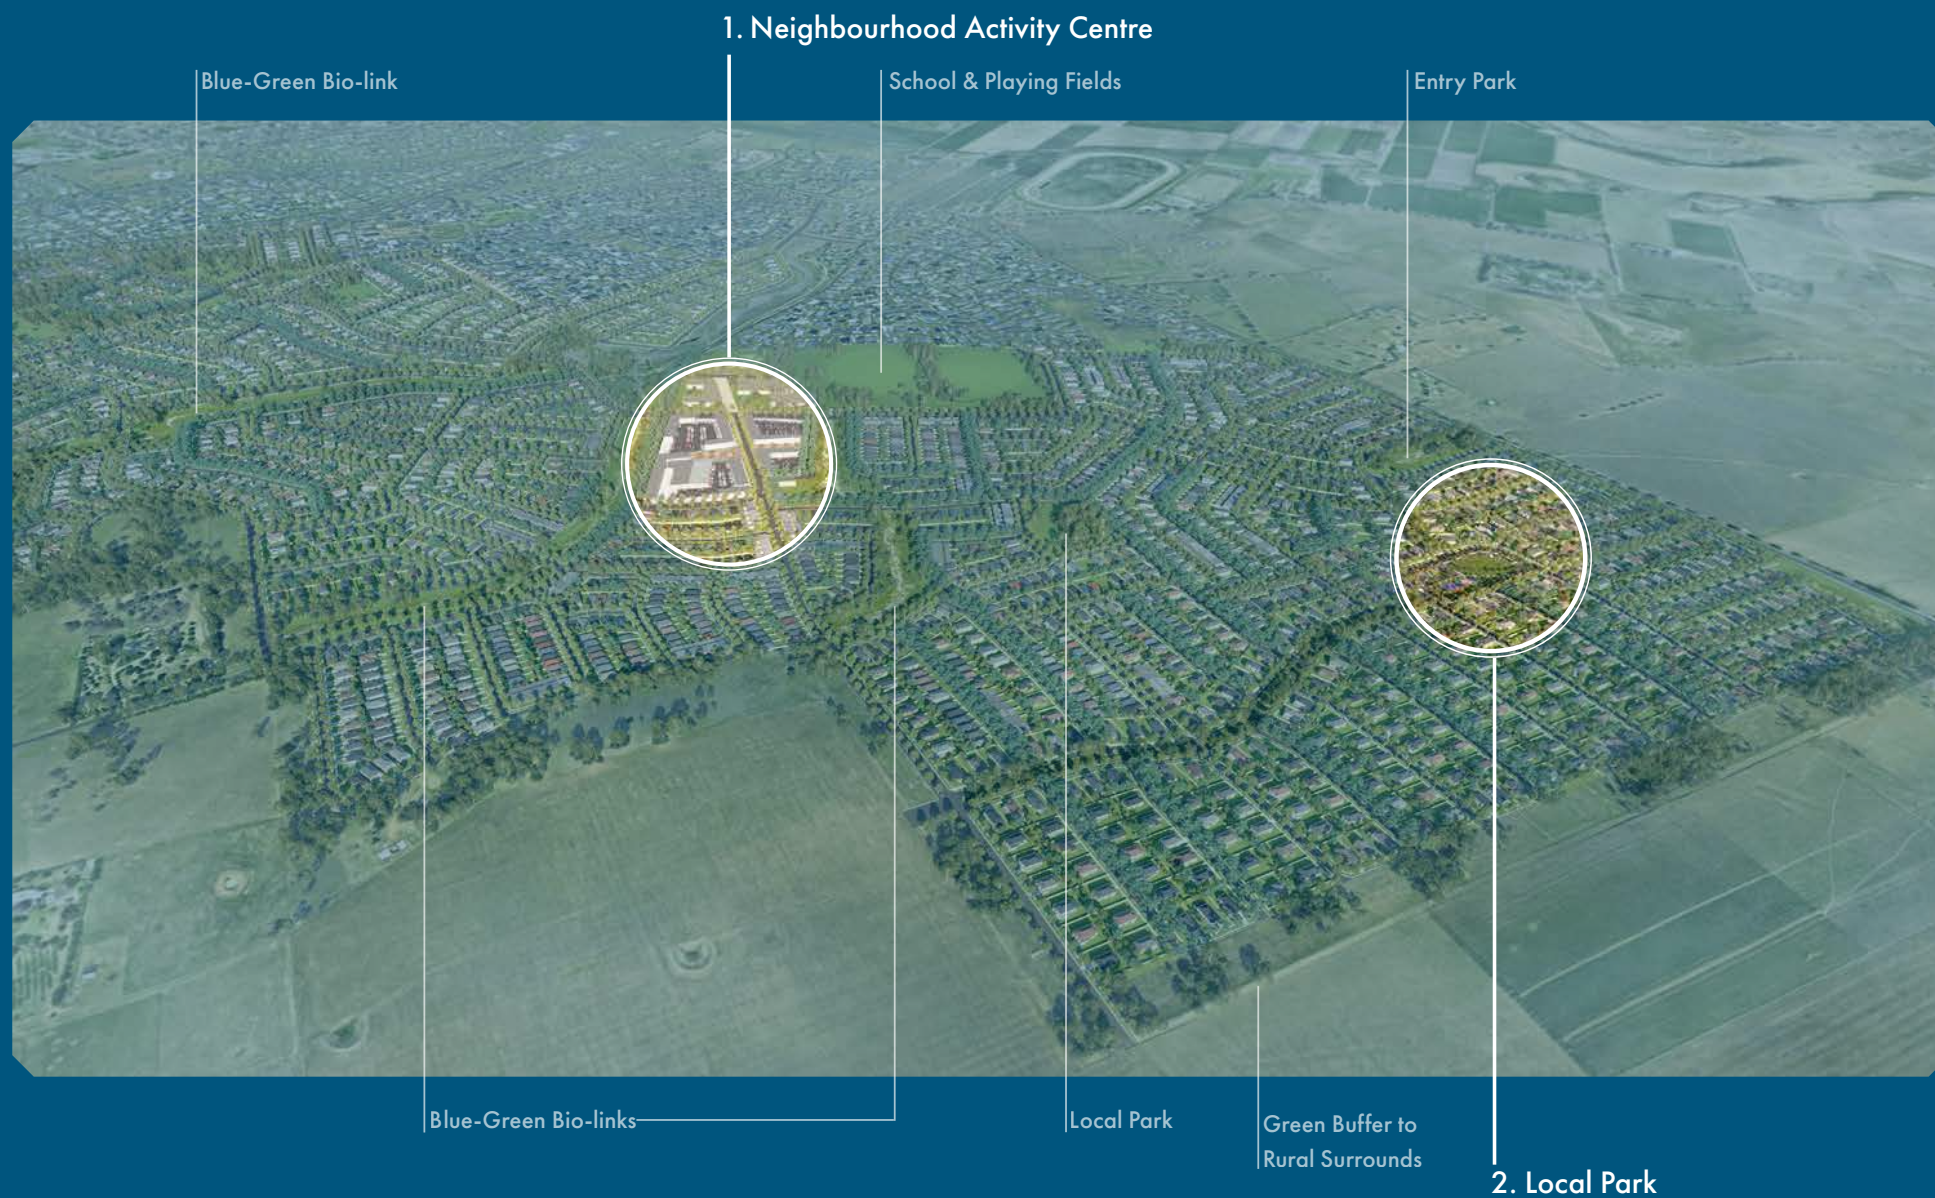 1. Neighbourhood Activity Centre
Blue-Green Bio-link
School & Playing Fields
Entry Park
Blue-Green Bio-links
Local Park
Green Buffer to
Rural Surrounds
2. Local Park